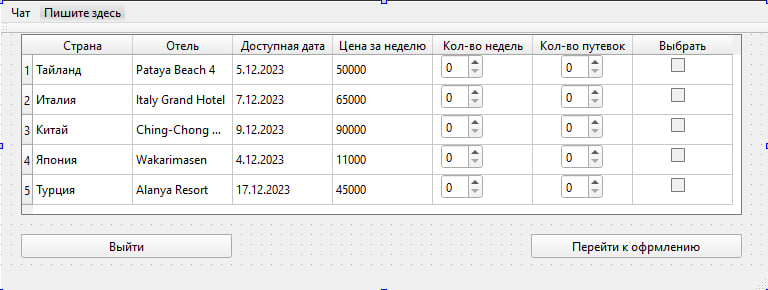 Чат Пишите здесь
Страна Отель Доступная дата Цена за неделю Кол-во недель Кол-во путевок Выбрать
1 Тайланд Pataya Beach 4 5.12.2023 50000 0 0
2 Италия Italy Grand Hotel 7.12.2023 65000 0 0
3 Китай Ching-Chong ... 9.12.2023 90000 0 0
4 Япония Wakarimasen 4.12.2023 11000 0 0
5 Турция Alanya Resort 17.12.2023 45000 0 0
Выйти Перейти к офрмлению